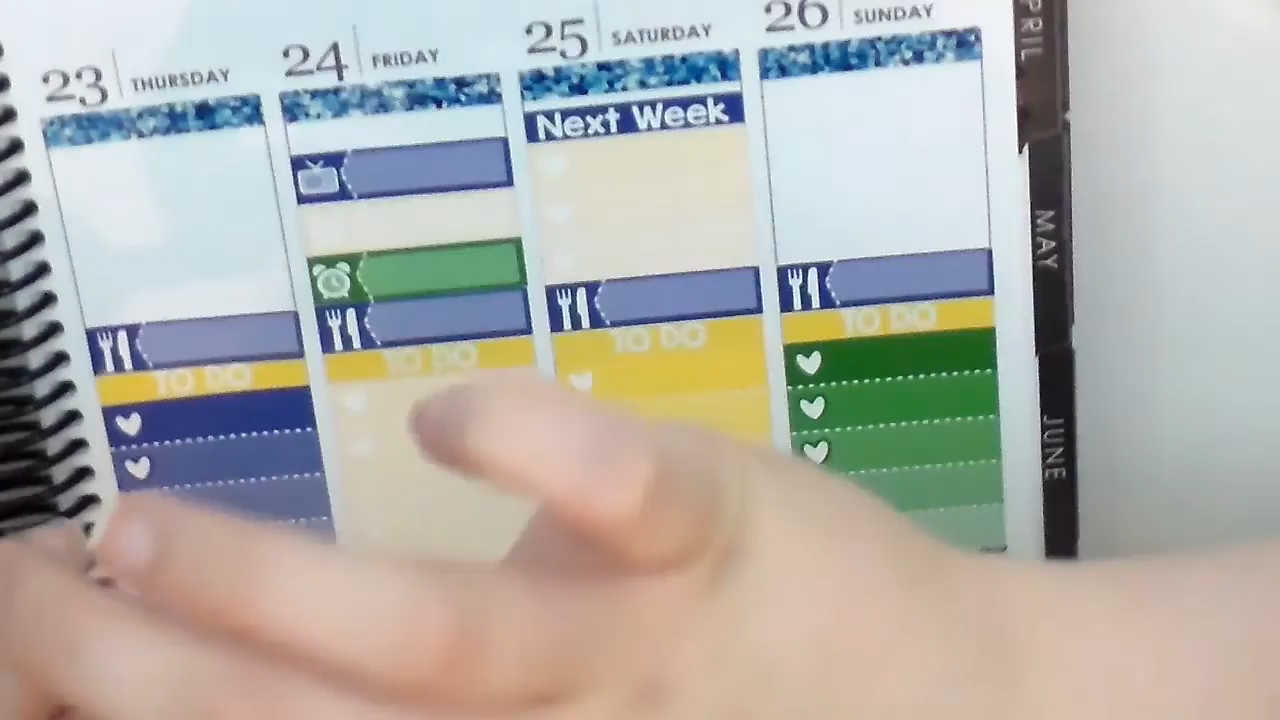 23 THURSDAY
24 FRIDAY
25 SATURDAY
26 SUNDAY
Next Week
TO DO
TO DO
TO DO
TO DO
PRIL
MAY
JUNE